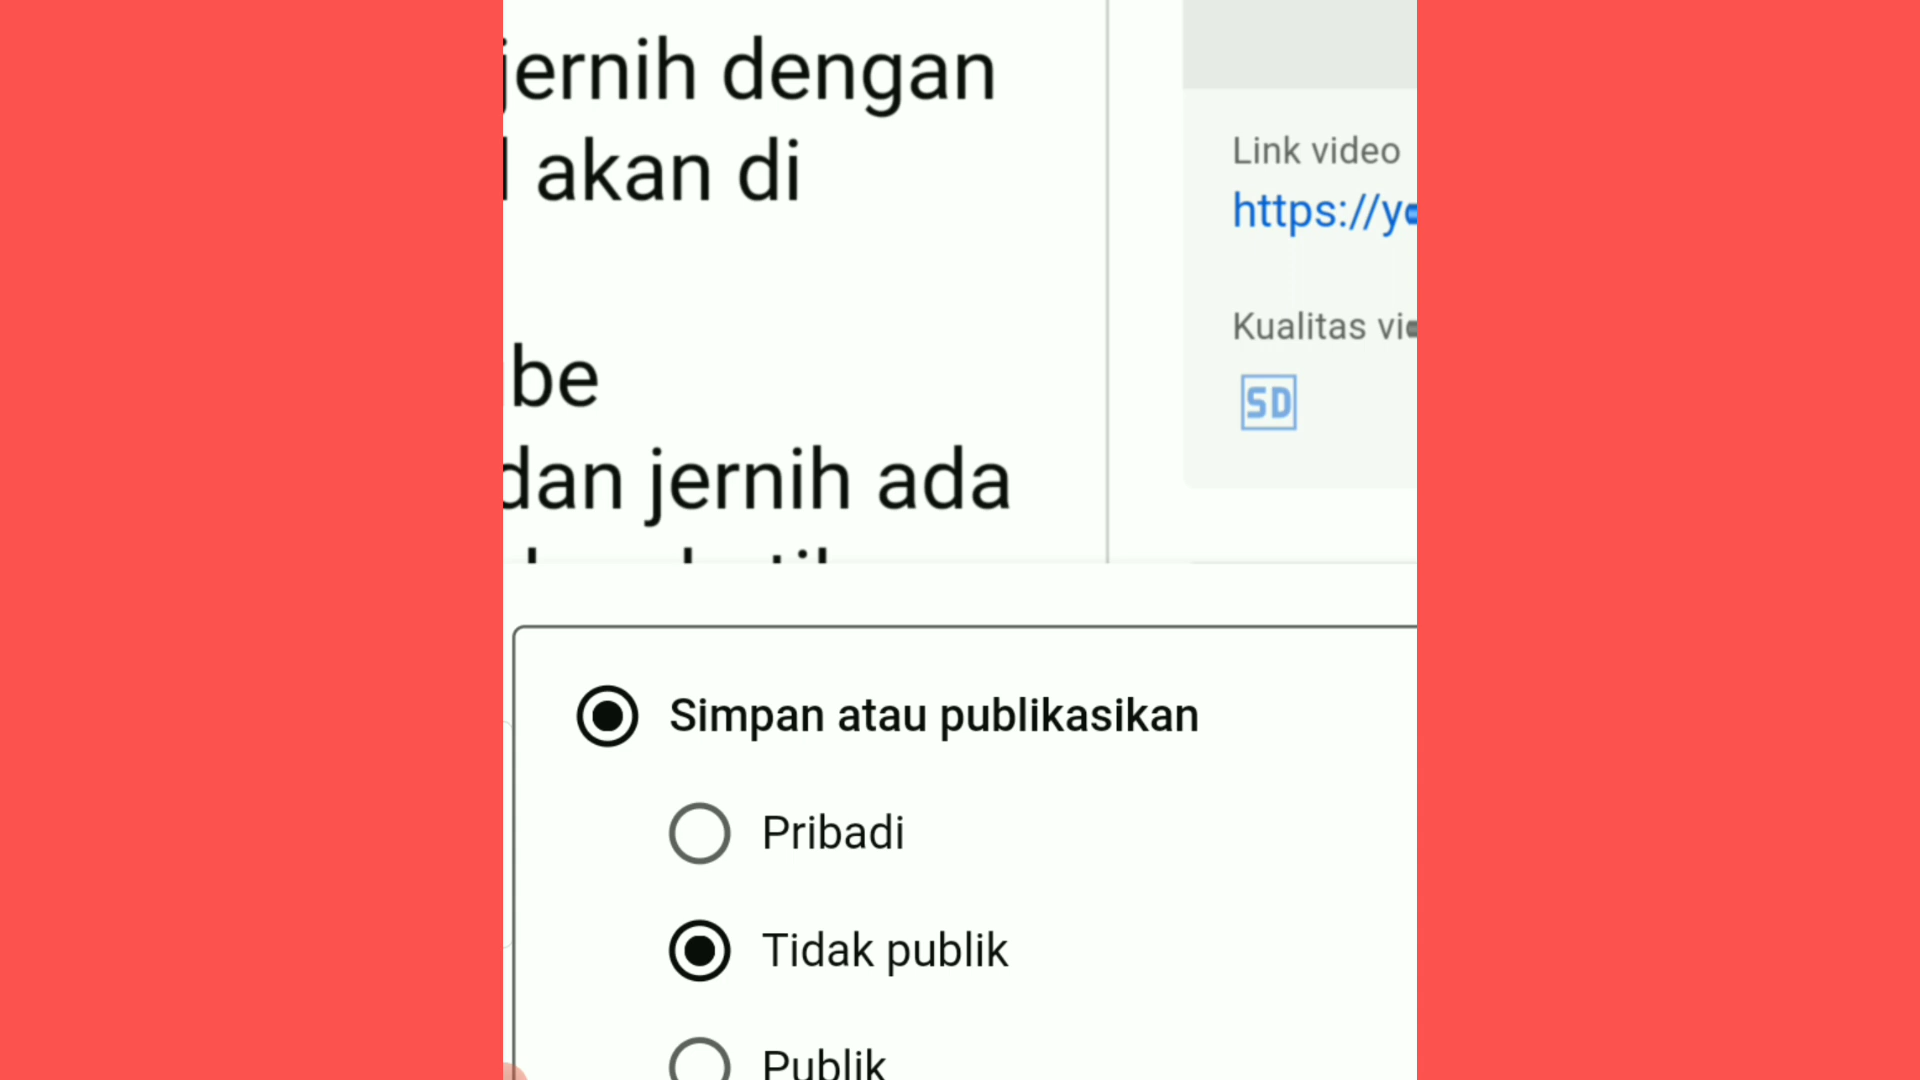 jernih dengan
akan di
be
dan jernih ada
Link video
https://y
Kualitas
SD
Simpan atau publikasikan
Pribadi
Tidak publik
Publik